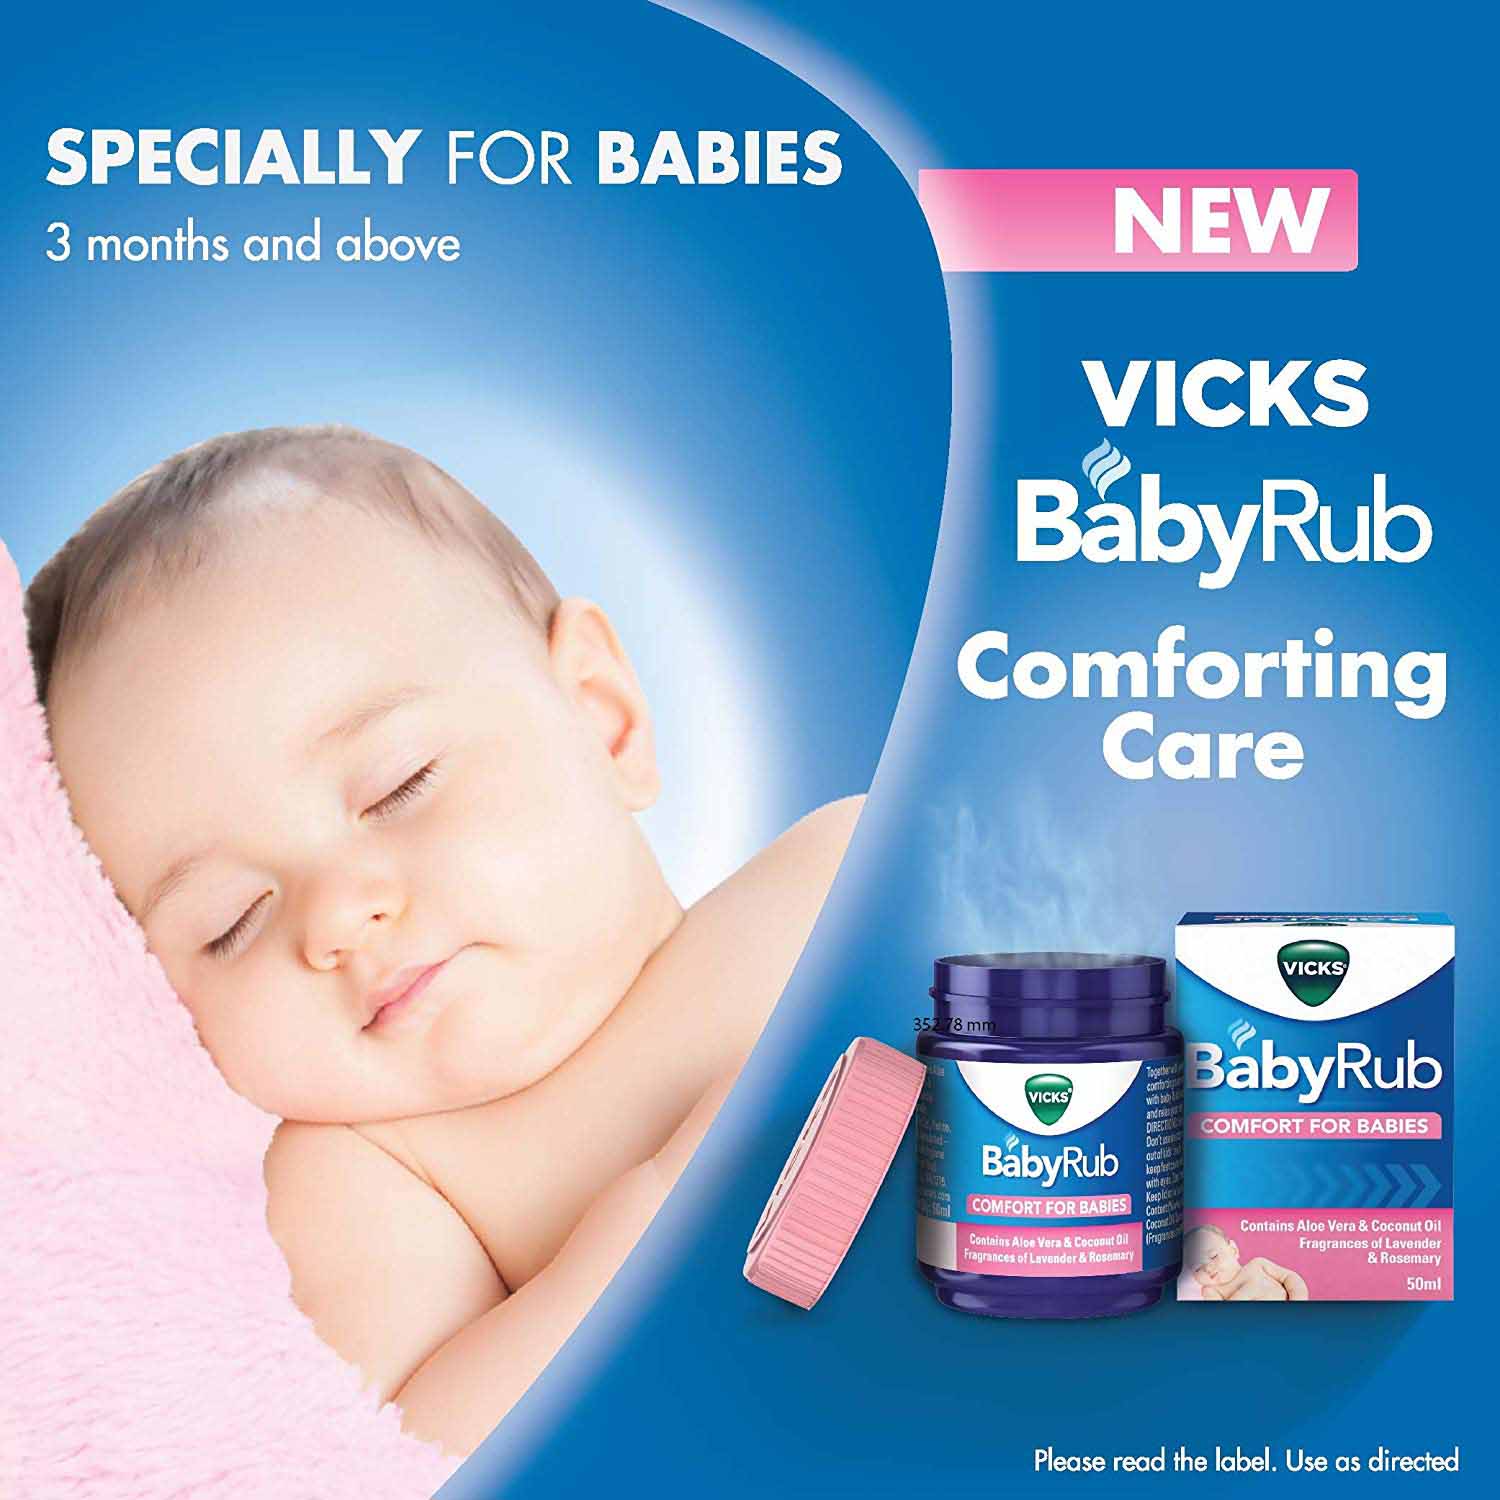 SPECIALLY FOR BABIES
3 months and above
NEW
VICKS
BabyRub
Comforting
Care
352.78 mm
VICKS
BabyRub
COMFORT FOR BABIES
Contains Aloe Vera & Coconut Oil
Fragrances of Lavender & Rosemary
VICKS
BabyRub
COMFORT FOR BABIES
Contains Aloe Vera & Coconut Oil
Fragrances of Lavender
& Rosemary
50ml
Please read the label. Use as directed